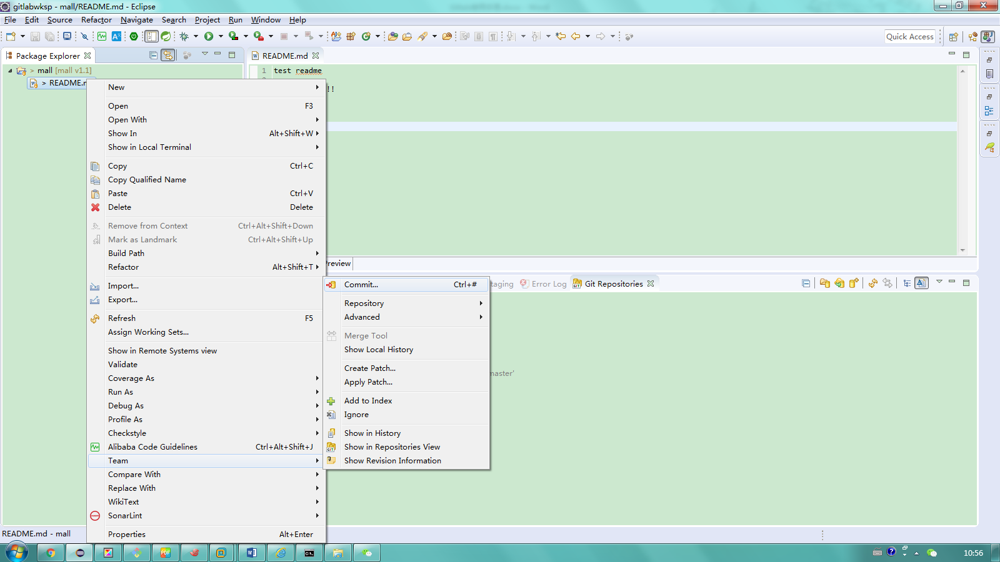 gitlabwksp - mall/README.md - Eclipse
File Edit Source Refactor Navigate Search Project Run Window Help
Quick Access
Package Explorer
README.md
> mall [mall v1.1]
> README.m
1 test readme
!!
New
Open F3
Open With
Show In Alt+Shift+W
Show in Local Terminal
Copy Ctrl+C
Copy Qualified Name
Paste Ctrl+V
Delete Delete
Remove from Context Ctrl+Alt+Shift+Down
Mark as Landmark Ctrl+Alt+Shift+Up
Build Path
Refactor Alt+Shift+T
Import...
Export...
Refresh F5
Assign Working Sets...
Show in Remote Systems view
Validate
Coverage As
Run As
Debug As
Profile As
Checkstyle
Alibaba Code Guidelines Ctrl+Alt+Shift+J
Team
Compare With
Replace With
WikiText
SonarLint
Properties Alt+Enter
Preview
taging Error Log Git Repositories
Commit... Ctrl+#
Repository
Advanced
Merge Tool
Show Local History
Create Patch...
Apply Patch...
Add to Index
Ignore
Show in History
Show in Repositories View
Show Revision Information
master'
README.md - mall
10:56